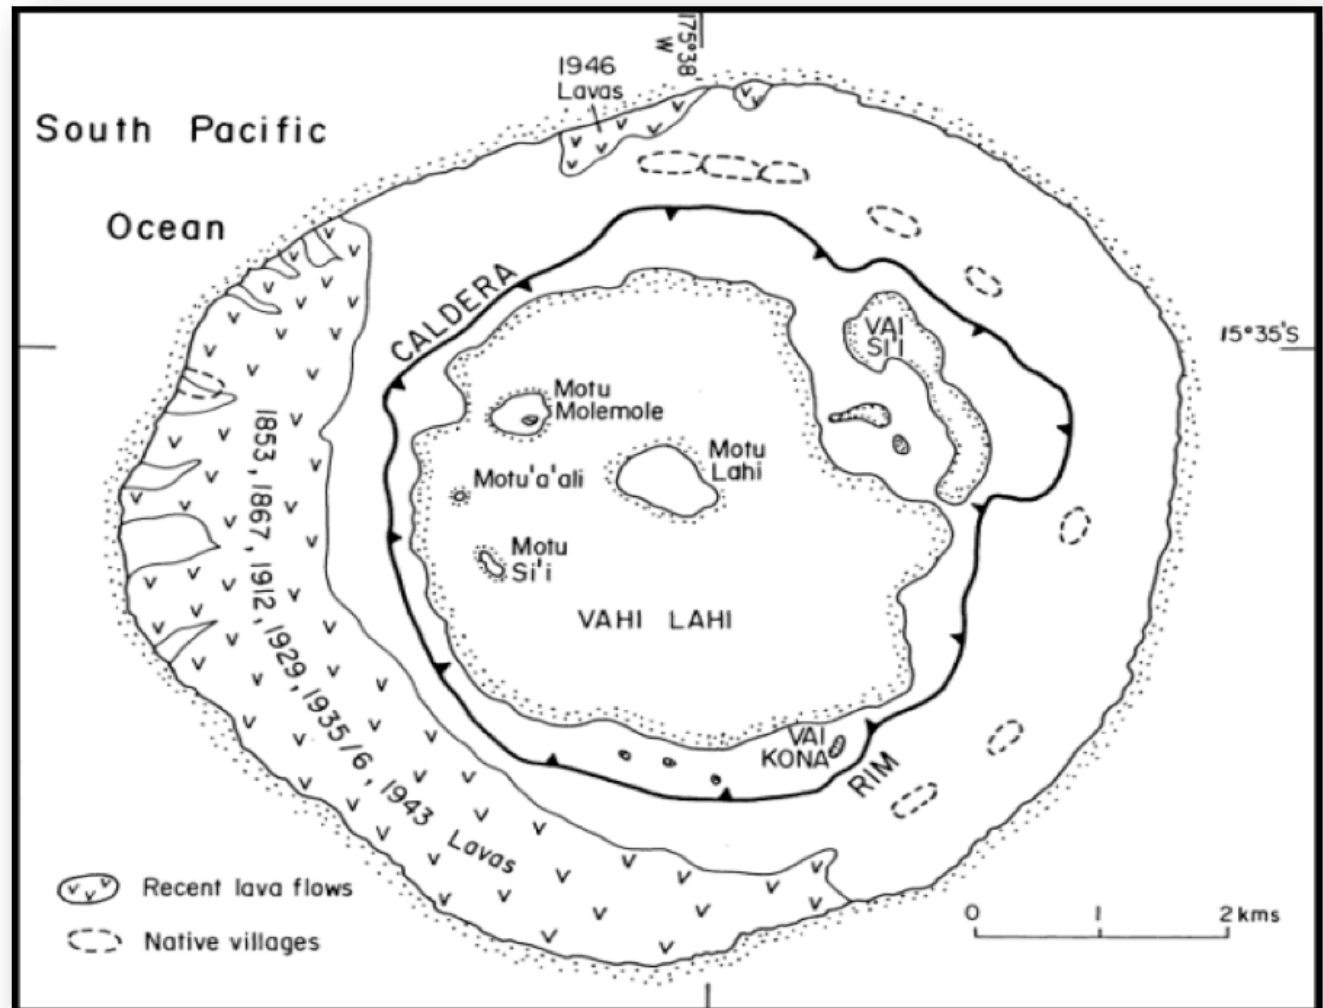 175°38'
W
1946
Lavas
South Pacific
Ocean
CALDERA
VAI
SI'I
15°35'S
Motu
Molemole
Motu
Lahi
Motu'a'ali
Motu
Si'i
VAHI LAHI
1853, 1867, 1912, 1929, 1935/6, 1943 Lavas
VAI
KONA
RIM
Recent lava flows
Native villages
0 1 2 kms